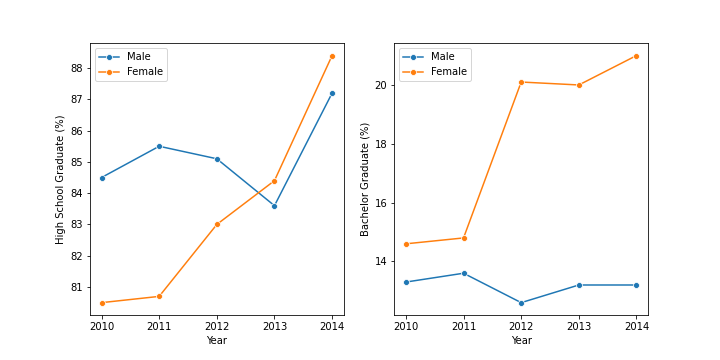 Male
Female
High School Graduate (%)
88
87
86
85
84
83
82
81
2010 2011 2012 2013 2014
Year
Male
Female
Bachelor Graduate (%)
20
18
16
14
2010 2011 2012 2013 2014
Year